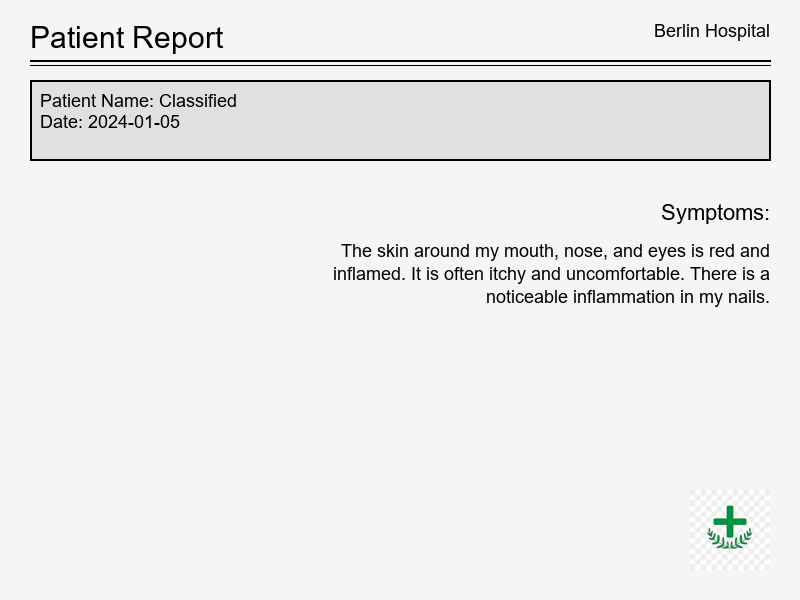 Patient Report
Berlin Hospital
Patient Name: Classified
Date: 2024-01-05
Symptoms:
The skin around my mouth, nose, and eyes is red and
inflamed. It is often itchy and uncomfortable. There is a
noticeable inflammation in my nails.